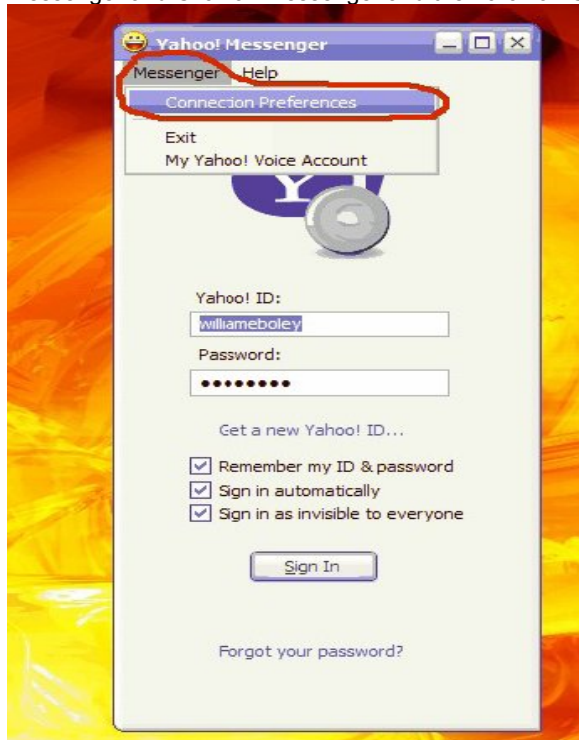 Yahoo! Messenger
Messenger Help
Connection Preferences
Exit
My Yahoo! Voice Account
Y!
Yahoo! ID:
williameboley
Password:
••••••••
Get a new Yahoo! ID...
Remember my ID & password
Sign in automatically
Sign in as invisible to everyone
Sign In
Forgot your password?